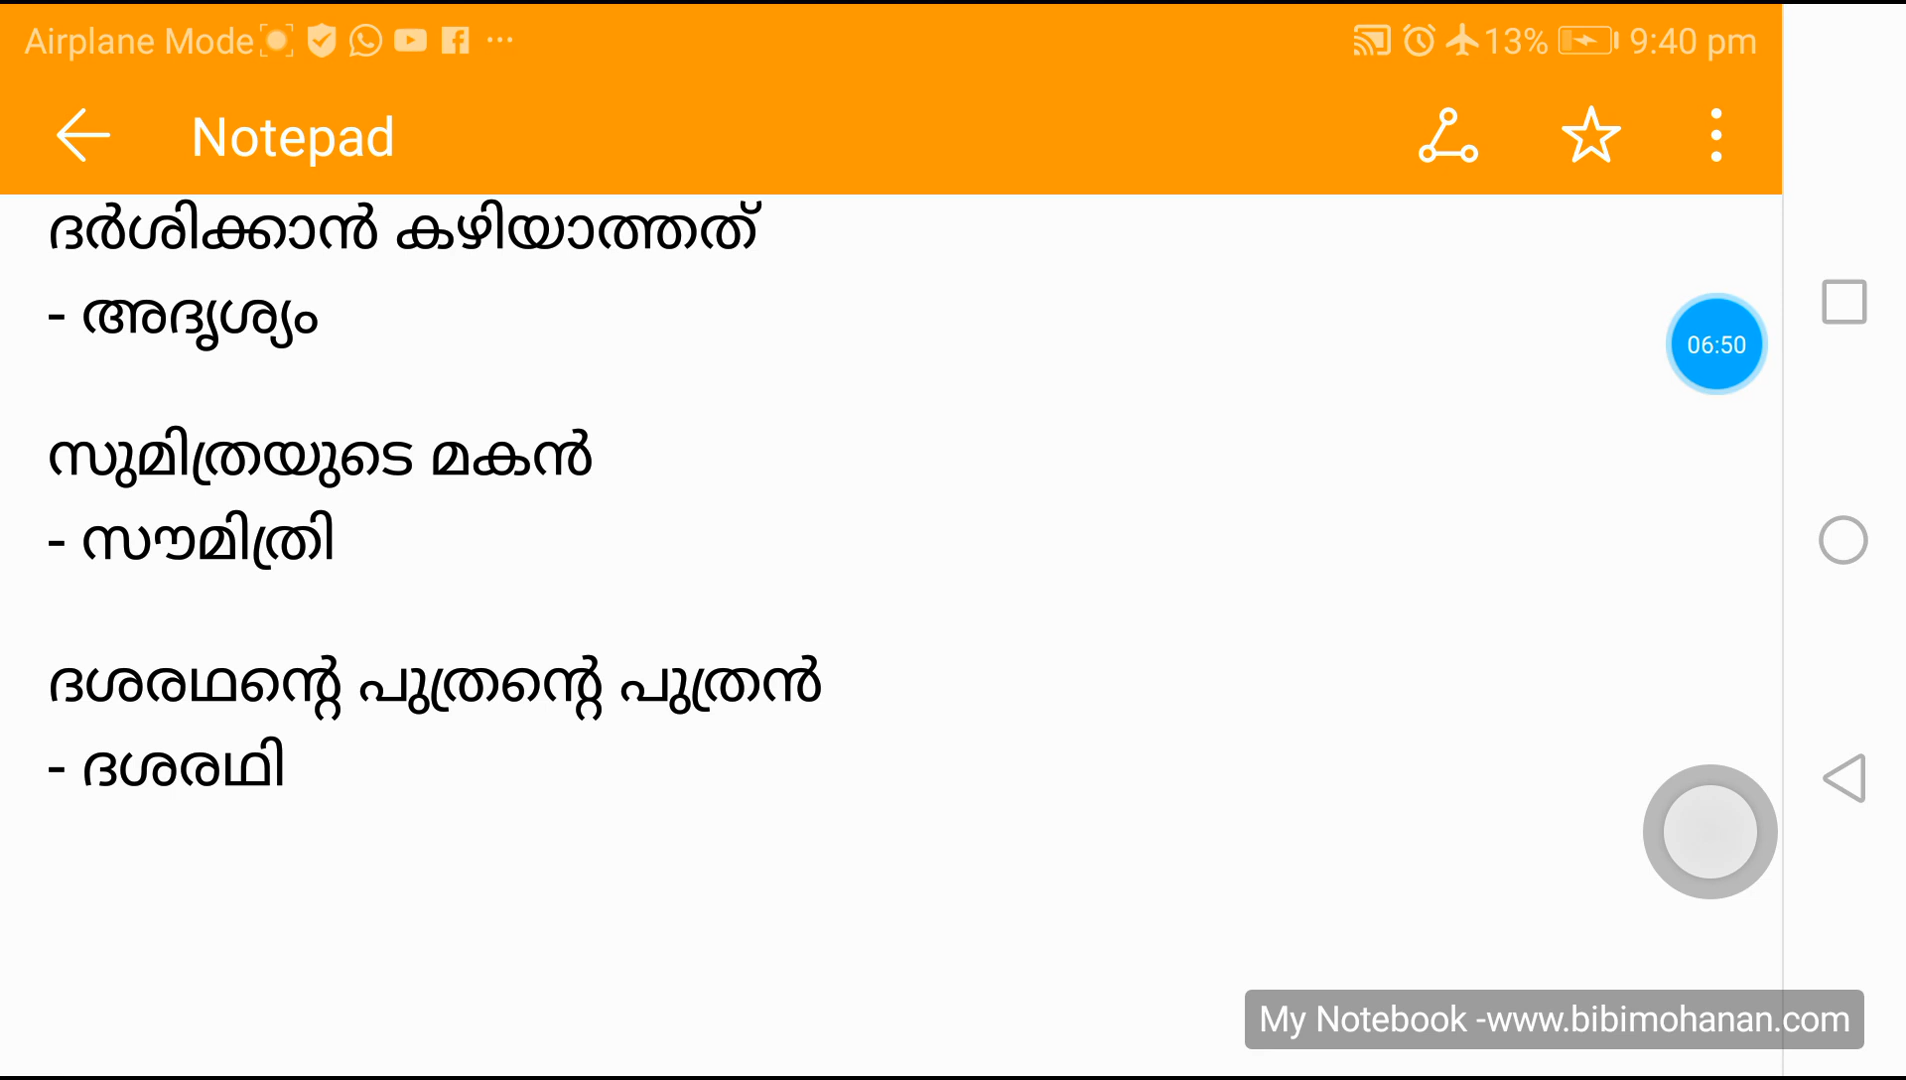 Airplane Mode ... 13% 9:40 pm
Notepad
ദർശിക്കാൻ കഴിയാത്തത്
- അദൃശ്യം
06:50
സുമിത്രയുടെ മകൻ
- സൗമിത്രി
ദശരഥന്റെ പുത്രന്റെ പുത്രൻ
- ദശരഥി
My Notebook -www.bibimohanan.com